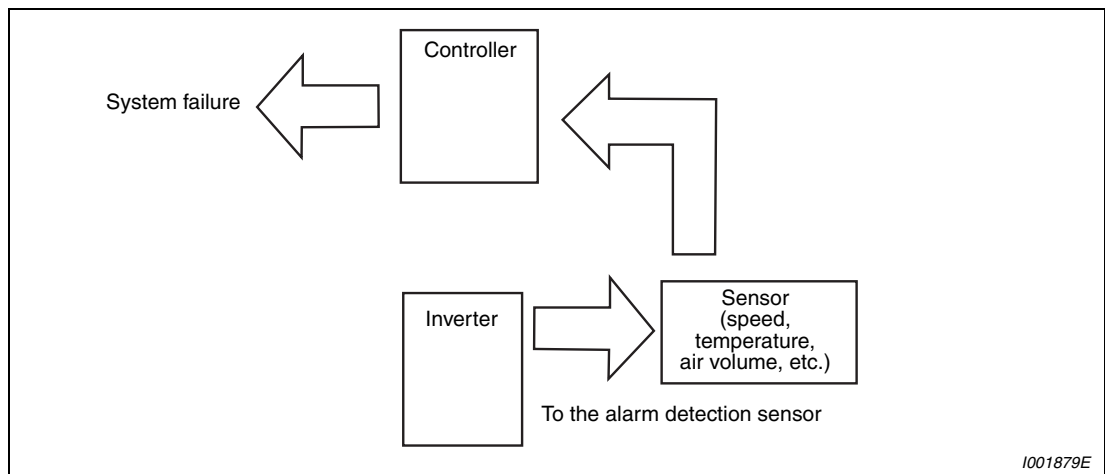 Controller
System failure
Inverter
Sensor
(speed,
temperature,
air volume, etc.)
To the alarm detection sensor
I001879E